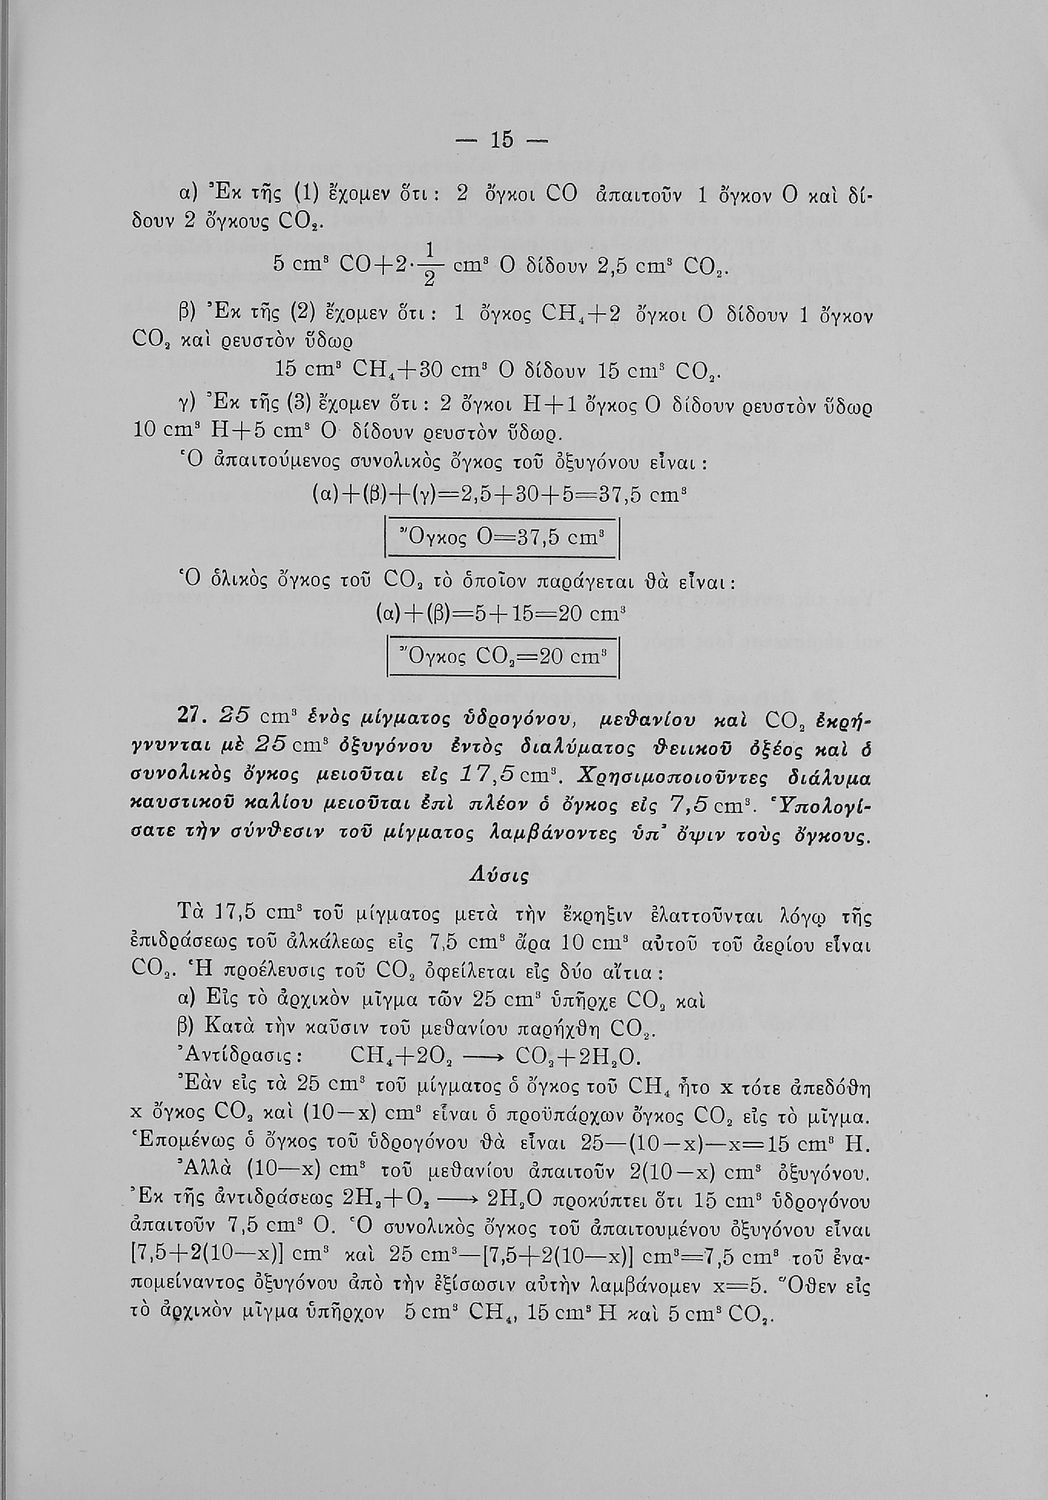 — 15 —
α) Ἐκ τῆς (1) ἔχομεν ὅτι : 2 ὄγκοι CO ἀπαιτοῦν 1 ὄγκον O καὶ δί-
δουν 2 ὄγκους CO₂.
5 cm³ CO+2·1/2 cm³ O δίδουν 2,5 cm³ CO₂.
β) Ἐκ τῆς (2) ἔχομεν ὅτι : 1 ὄγκος CH₄+2 ὄγκοι O δίδουν 1 ὄγκον
CO₂ καὶ ρευστὸν ὕδωρ
15 cm³ CH₄+30 cm³ O δίδουν 15 cm³ CO₂.
γ) Ἐκ τῆς (3) ἔχομεν ὅτι : 2 ὄγκοι H+1 ὄγκος O δίδουν ρευστὸν ὕδωρ
10 cm³ H+5 cm³ O δίδουν ρευστὸν ὕδωρ.
Ὁ ἀπαιτούμενος συνολικὸς ὄγκος τοῦ ὀξυγόνου εἶναι :
(α)+(β)+(γ)=2,5+30+5=37,5 cm³
Ὄγκος O=37,5 cm³
Ὁ ὁλικὸς ὄγκος τοῦ CO₂ τὸ ὁποῖον παράγεται θὰ εἶναι :
(α)+(β)=5+15=20 cm³
Ὄγκος CO₂=20 cm³
27. 25 cm³ ἑνὸς μίγματος ὑδρογόνου, μεθανίου καὶ CO₂ ἐκρή-
γνυνται μὲ 25 cm³ ὀξυγόνου ἐντὸς διαλύματος θειικοῦ ὀξέος καὶ ὁ
συνολικὸς ὄγκος μειοῦται εἰς 17,5 cm³. Χρησιμοποιοῦντες διάλυμα
καυστικοῦ καλίου μειοῦται ἐπὶ πλέον ὁ ὄγκος εἰς 7,5 cm³. Ὑπολογί-
σατε τὴν σύνθεσιν τοῦ μίγματος λαμβάνοντες ὑπ' ὄψιν τοὺς ὄγκους.
Λύσις
Τὰ 17,5 cm³ τοῦ μίγματος μετὰ τὴν ἔκρηξιν ἐλαττοῦνται λόγῳ τῆς
ἐπιδράσεως τοῦ ἀλκάλεως εἰς 7,5 cm³ ἄρα 10 cm³ αὐτοῦ τοῦ ἀερίου εἶναι
CO₂. Ἡ προέλευσις τοῦ CO₂ ὀφείλεται εἰς δύο αἴτια :
α) Εἰς τὸ ἀρχικὸν μῖγμα τῶν 25 cm³ ὑπῆρχε CO₂ καὶ
β) Κατὰ τὴν καῦσιν τοῦ μεθανίου παρήχθη CO₂.
Ἀντίδρασις : CH₄+2O₂ ⟶ CO₂+2H₂O.
Ἐὰν εἰς τὰ 25 cm³ τοῦ μίγματος ὁ ὄγκος τοῦ CH₄ ἦτο x τότε ἀπεδόθη
x ὄγκος CO₂ καὶ (10—x) cm³ εἶναι ὁ προϋπάρχων ὄγκος CO₂ εἰς τὸ μῖγμα.
Ἑπομένως ὁ ὄγκος τοῦ ὑδρογόνου θὰ εἶναι 25—(10—x)—x=15 cm³ H.
Ἀλλὰ (10—x) cm³ τοῦ μεθανίου ἀπαιτοῦν 2(10—x) cm³ ὀξυγόνου.
Ἐκ τῆς ἀντιδράσεως 2H₂+O₂ ⟶ 2H₂O προκύπτει ὅτι 15 cm³ ὑδρογόνου
ἀπαιτοῦν 7,5 cm³ O. Ὁ συνολικὸς ὄγκος τοῦ ἀπαιτουμένου ὀξυγόνου εἶναι
[7,5+2(10—x)] cm³ καὶ 25 cm³—[7,5+2(10—x)] cm³=7,5 cm³ τοῦ ἐνα-
πομείναντος ὀξυγόνου ἀπὸ τὴν ἐξίσωσιν αὐτὴν λαμβάνομεν x=5. Ὅθεν εἰς
τὸ ἀρχικὸν μῖγμα ὑπῆρχον 5 cm³ CH₄, 15 cm³ H καὶ 5 cm³ CO₂.